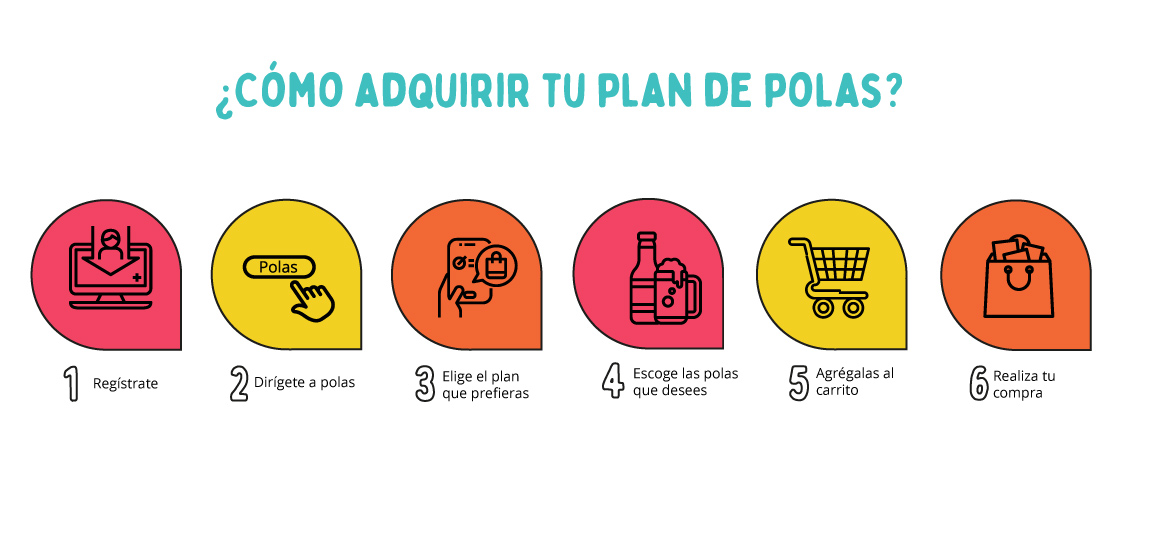 ¿CÓMO ADQUIRIR TU PLAN DE POLAS?
Polas
1 Regístrate
2 Dirígete a polas
3 Elige el plan
que prefieras
4 Escoge las polas
que desees
5 Agrégalas al
carrito
6 Realiza tu
compra